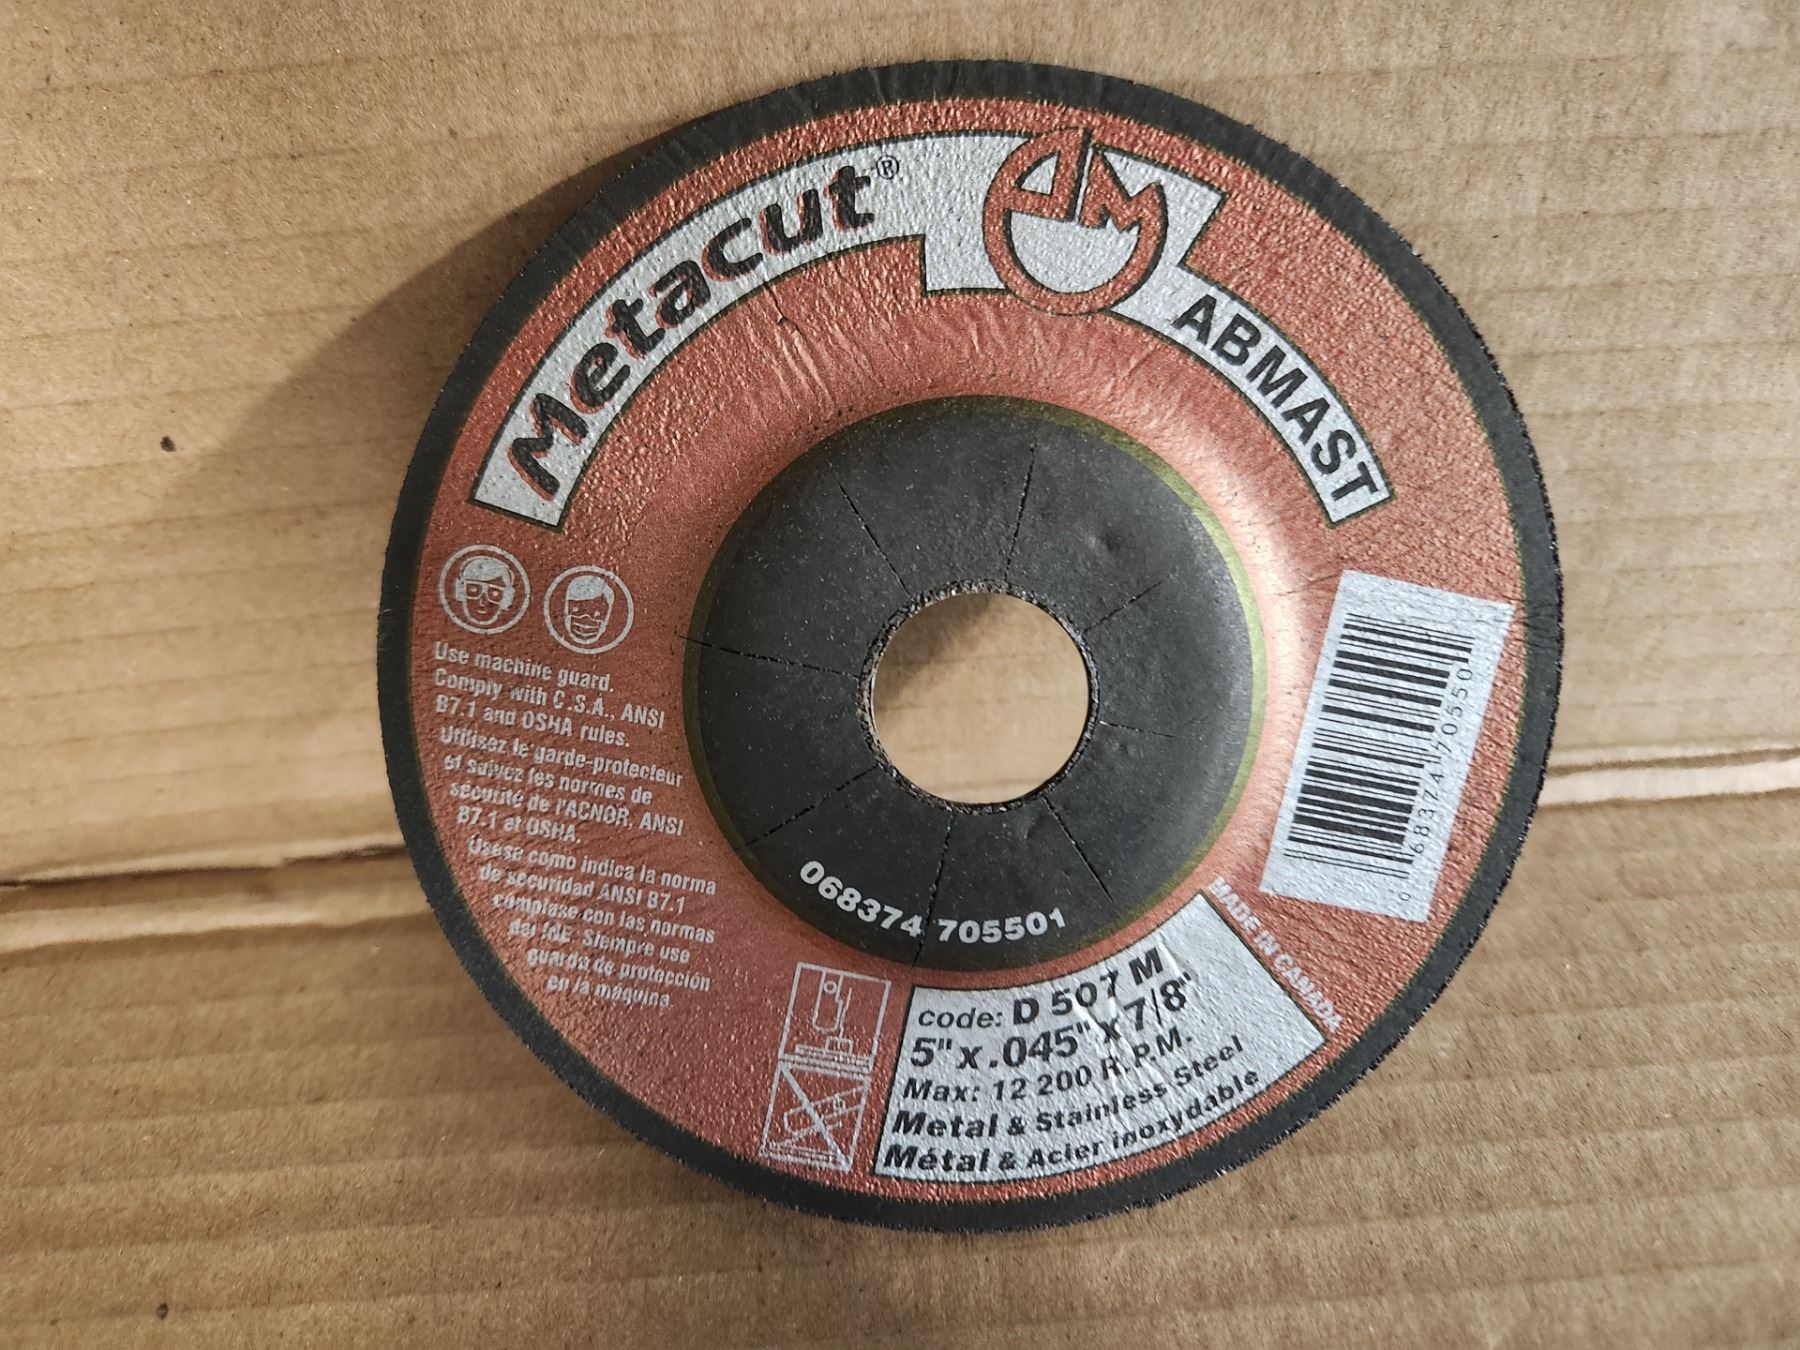 Metacut®
AM
ABMAST
Use machine guard.
Comply with C.S.A., ANSI
B7.1 and OSHA rules.
Utilisez le garde-protecteur
et suivez les normes de
sécurité de l'ACNOR, ANSI
B7.1 et OSHA.
Úsese como indica la norma
de securidad ANSI B7.1
cómplase con las normas
del INE. Siempre use
guarda de protección
en la máquina.
068374 705501
0 68374 70550
MADE IN CANADA
code: D 507 M
5" x .045" x 7/8"
Max: 12 200 R.P.M.
Metal & Stainless Steel
Métal & Acier inoxydable